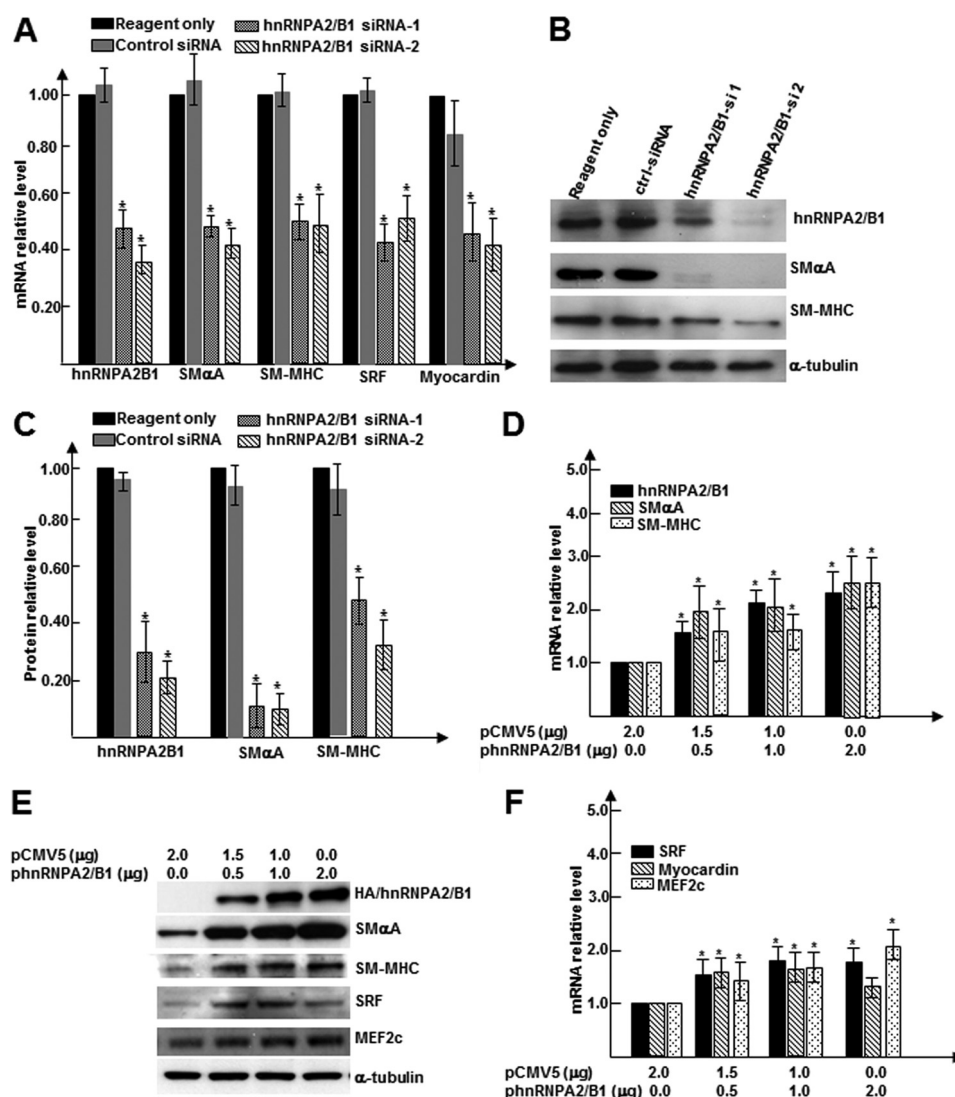 A
Reagent only
Control siRNA
hnRNPA2/B1 siRNA-1
hnRNPA2/B1 siRNA-2
mRNA relative level
1.00
0.80
0.60
0.40
0.20
* * * * * * * * * *
hnRNPA2B1 SMαA SM-MHC SRF Myocardin
B
Reagent only
ctrl-siRNA
hnRNPA2/B1-si 1
hnRNPA2/B1-si 2
hnRNPA2/B1
SMαA
SM-MHC
α-tubulin
C
Reagent only
Control siRNA
hnRNPA2/B1 siRNA-1
hnRNPA2/B1 siRNA-2
Protein relative level
1.00
0.80
0.60
0.40
0.20
* * * * * *
hnRNPA2B1 SMαA SM-MHC
D
mRNA relative level
5.0
4.0
3.0
2.0
1.0
hnRNPA2/B1
SMαA
SM-MHC
* * * * * * * * *
pCMV5 (μg) 2.0 1.5 1.0 0.0
phnRNPA2/B1 (μg) 0.0 0.5 1.0 2.0
E
pCMV5 (μg) 2.0 1.5 1.0 0.0
phnRNPA2/B1 (μg) 0.0 0.5 1.0 2.0
HA/hnRNPA2/B1
SMαA
SM-MHC
SRF
MEF2c
α-tubulin
F
mRNA relative level
5.0
4.0
3.0
2.0
1.0
SRF
Myocardin
MEF2c
* * * * * * * *
pCMV5 (μg) 2.0 1.5 1.0 0.0
phnRNPA2/B1 (μg) 0.0 0.5 1.0 2.0